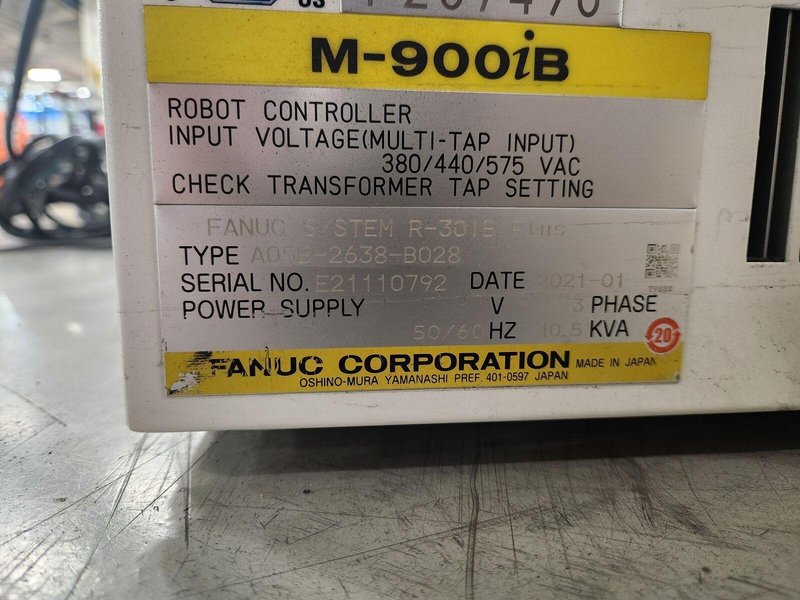 US
F207470
M-900iB
ROBOT CONTROLLER
INPUT VOLTAGE(MULTI-TAP INPUT)
380/440/575 VAC
CHECK TRANSFORMER TAP SETTING
FANUC SYSTEM R-30iB Plus
TYPE A05B-2638-B028
SERIAL NO. E21110792 DATE 2021-01
POWER SUPPLY V 3 PHASE
50/60 HZ 10.5 KVA
20
FANUC CORPORATION MADE IN JAPAN
OSHINO-MURA YAMANASHI PREF. 401-0597 JAPAN